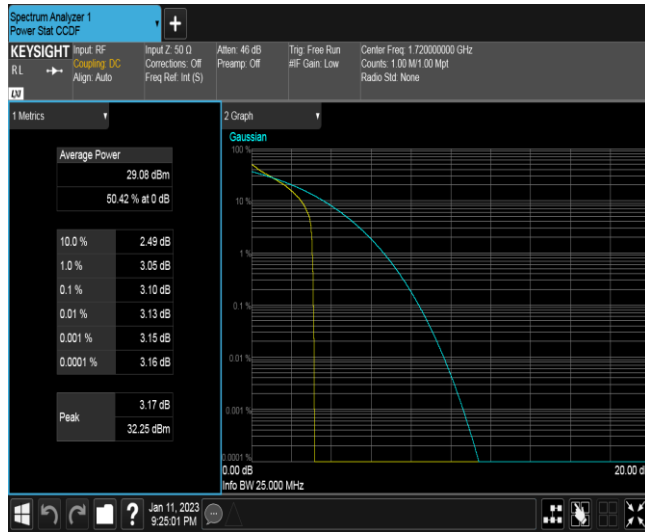 Spectrum Analyzer 1
Power Stat CCDF
+
KEYSIGHT
Input: RF
Input Z: 50 Ω
Atten: 46 dB
Trig: Free Run
Center Freq: 1.720000000 GHz
R L
Coupling: DC
Corrections: Off
Preamp: Off
#IF Gain: Low
Counts: 1.00 M/1.00 Mpt
Align: Auto
Freq Ref: Int (S)
Radio Std: None
LXI
1 Metrics
2 Graph
Gaussian
Average Power
29.08 dBm
50.42 % at 0 dB
10.0 % 2.49 dB
1.0 % 3.05 dB
0.1 % 3.10 dB
0.01 % 3.13 dB
0.001 % 3.15 dB
0.0001 % 3.16 dB
Peak
3.17 dB
32.25 dBm
100 %
10 %
1 %
0.1 %
0.01 %
0.001 %
0.0001 %
0.00 dB
20.00 d
Info BW 25.000 MHz
?
Jan 11, 2023
9:25:01 PM